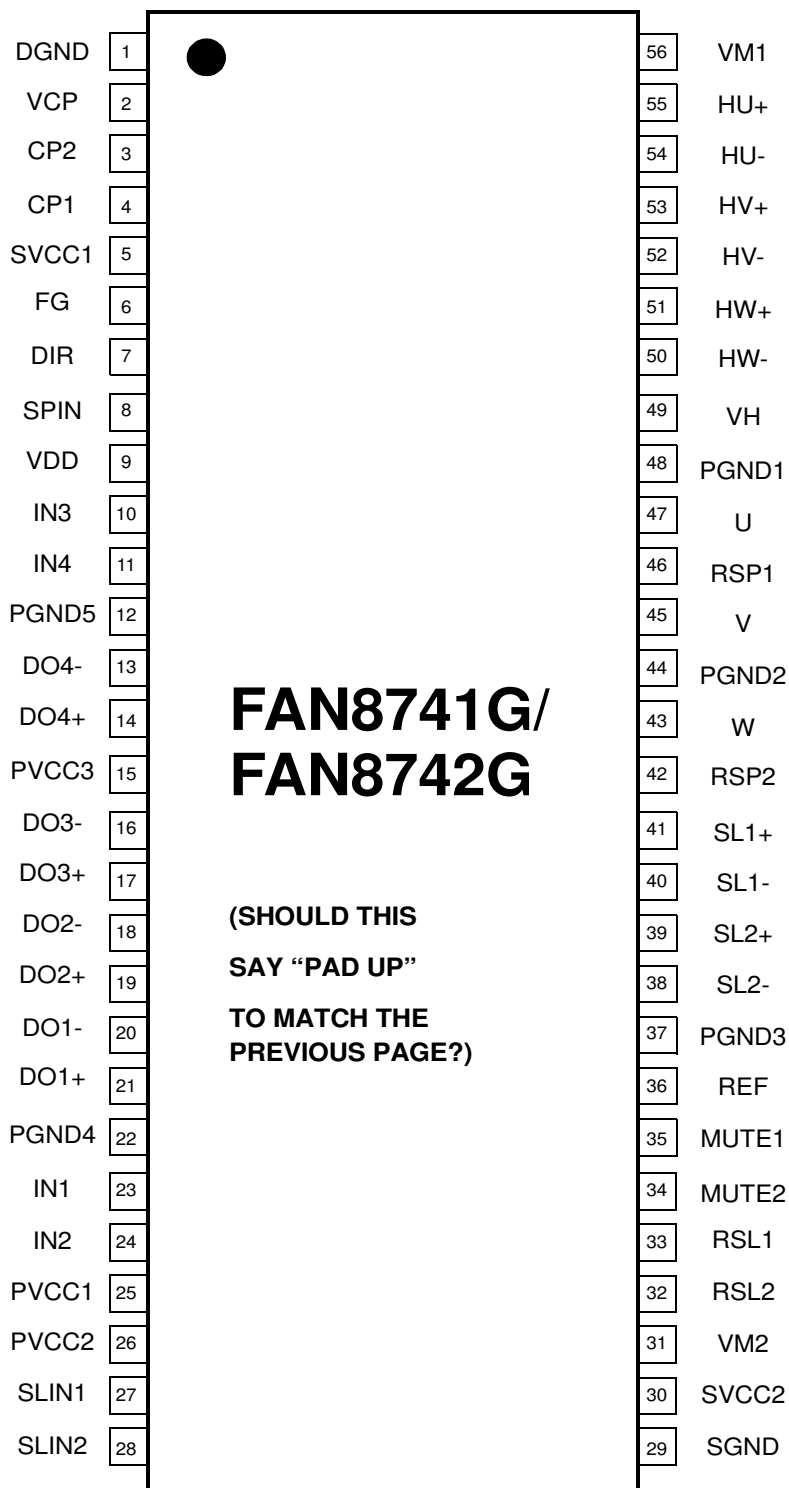 DGND 1
VCP 2
CP2 3
CP1 4
SVCC1 5
FG 6
DIR 7
SPIN 8
VDD 9
IN3 10
IN4 11
PGND5 12
DO4- 13
DO4+ 14
PVCC3 15
DO3- 16
DO3+ 17
DO2- 18
DO2+ 19
DO1- 20
DO1+ 21
PGND4 22
IN1 23
IN2 24
PVCC1 25
PVCC2 26
SLIN1 27
SLIN2 28
FAN8741G/
FAN8742G
(SHOULD THIS
SAY “PAD UP”
TO MATCH THE
PREVIOUS PAGE?)
56 VM1
55 HU+
54 HU-
53 HV+
52 HV-
51 HW+
50 HW-
49 VH
48 PGND1
47 U
46 RSP1
45 V
44 PGND2
43 W
42 RSP2
41 SL1+
40 SL1-
39 SL2+
38 SL2-
37 PGND3
36 REF
35 MUTE1
34 MUTE2
33 RSL1
32 RSL2
31 VM2
30 SVCC2
29 SGND